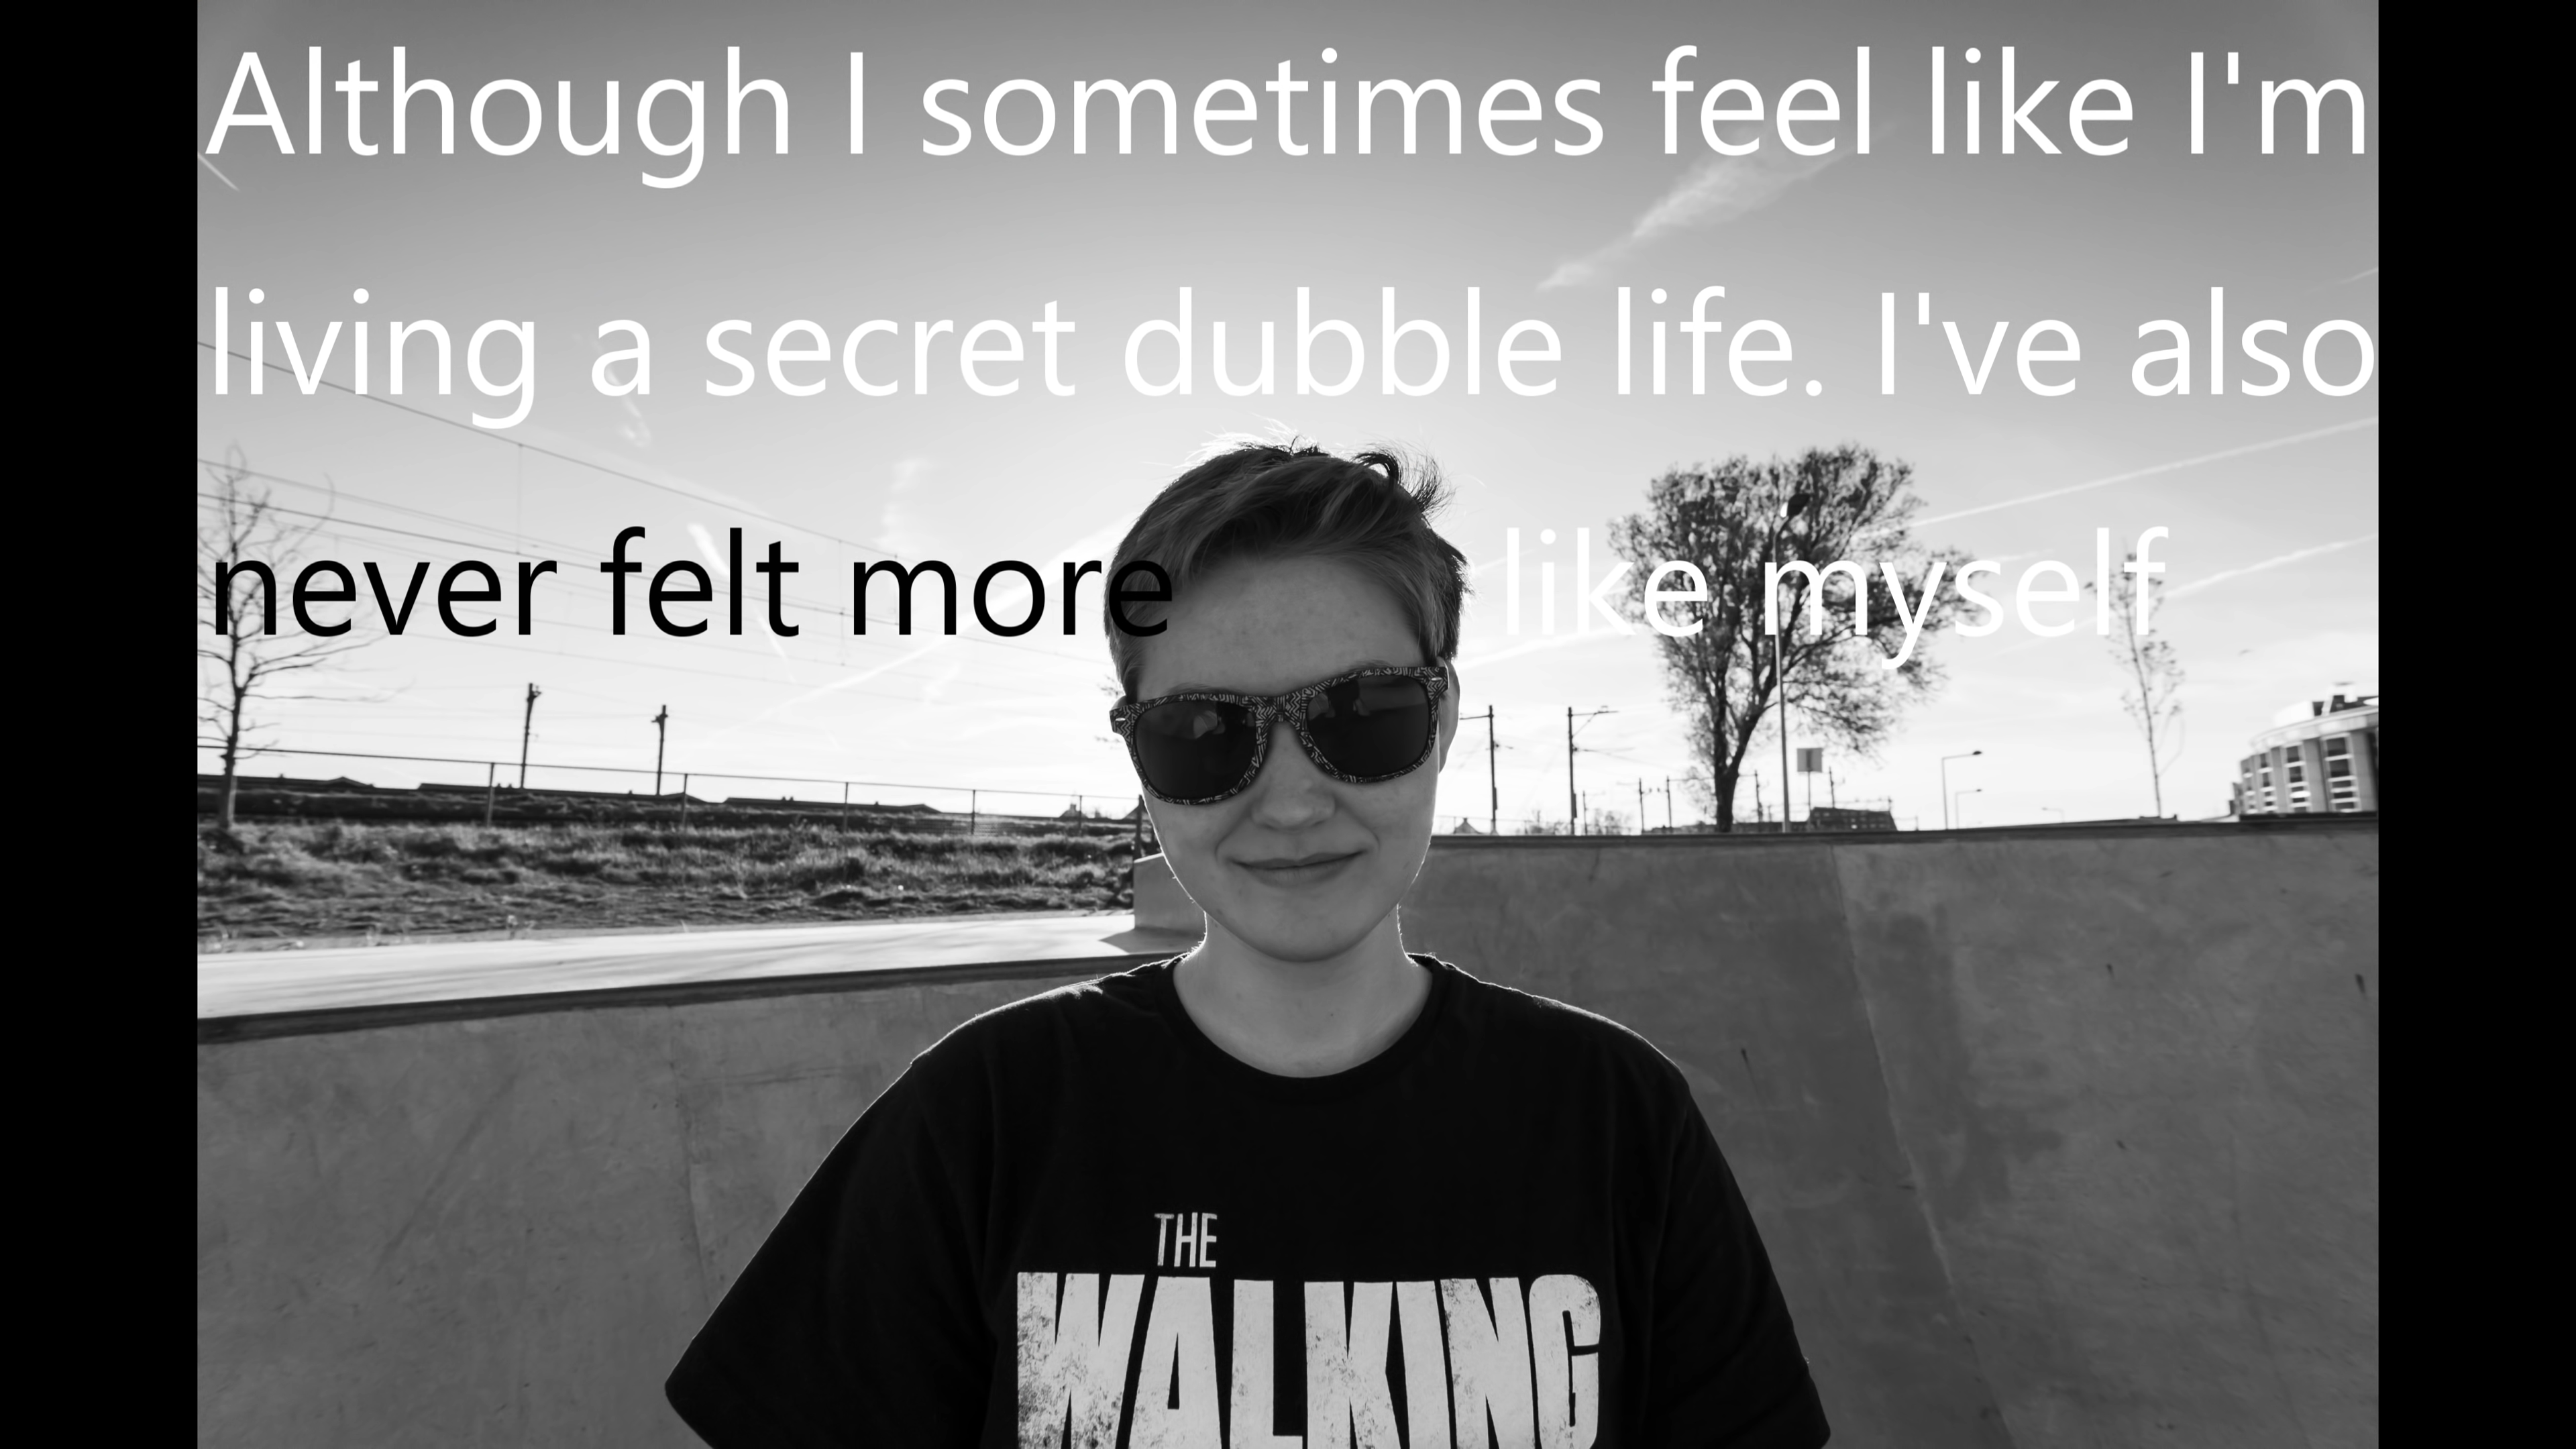 Although I sometimes feel like I'm
living a secret dubble life. I've also
never felt more like myself
THE
WALKING